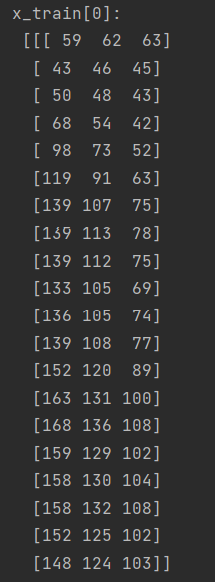 x_train[0]:
[[[ 59 62 63]
[ 43 46 45]
[ 50 48 43]
[ 68 54 42]
[ 98 73 52]
[119 91 63]
[139 107 75]
[169 113 78]
[139 112 75]
[133 105 69]
[136 105 74]
[139 108 77]
[152 120 89]
[163 131 100]
[168 136 108]
[159 129 102]
[158 130 104]
[158 132 108]
[152 125 102]
[148 124 103]]